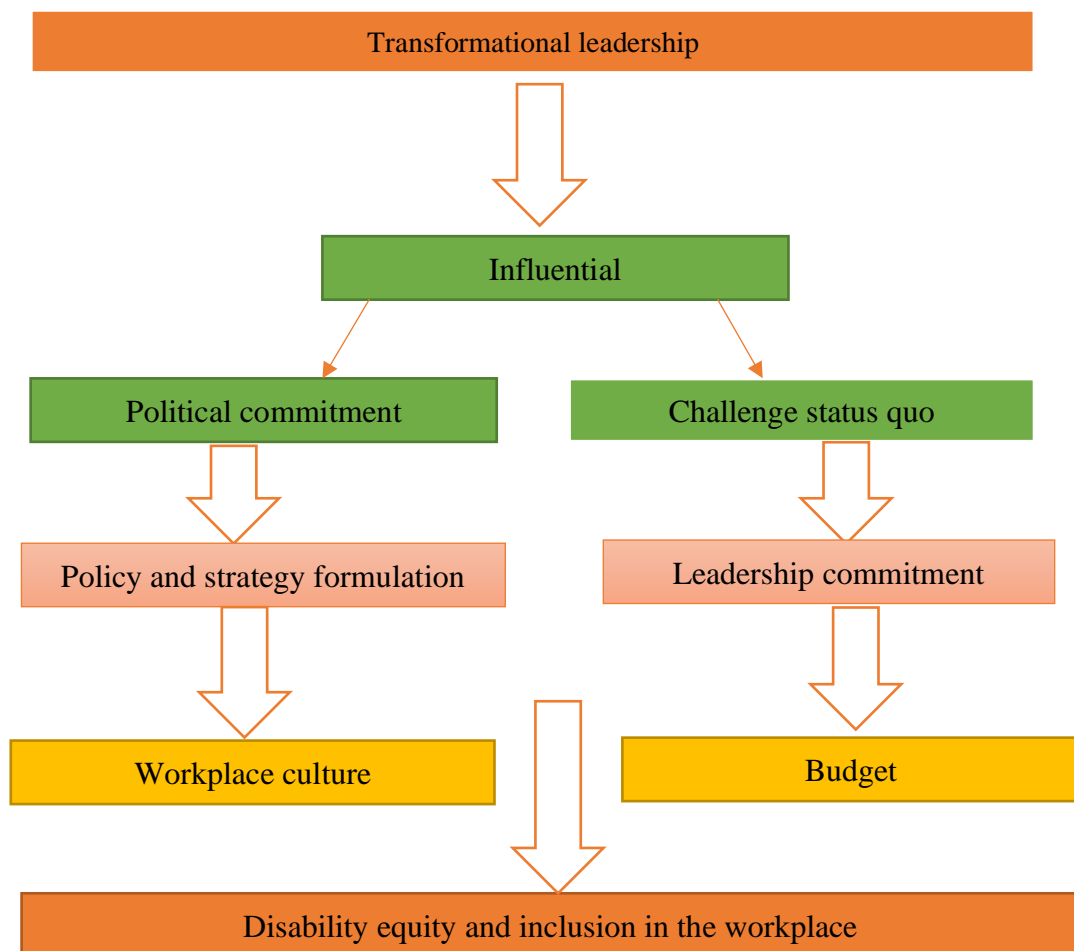 Transformational leadership
Influential
Political commitment
Challenge status quo
Policy and strategy formulation
Leadership commitment
Workplace culture
Budget
Disability equity and inclusion in the workplace